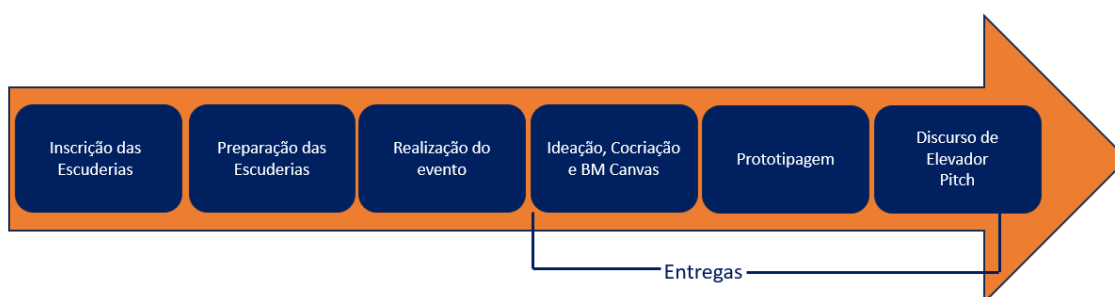 Inscrição das
Escuderias
Preparação das
Escuderias
Realização do
evento
Ideação, Cocriação
e BM Canvas
Prototipagem
Discurso de
Elevador
Pitch
Entregas